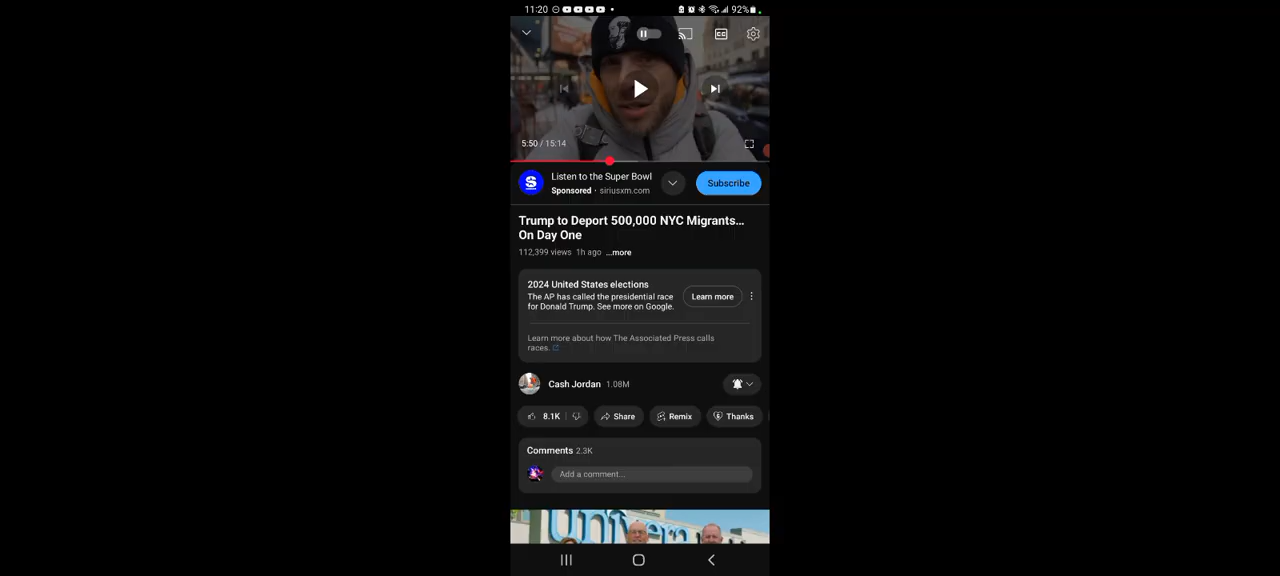 11:20
92%
5:50 / 15:14
Listen to the Super Bowl
Sponsored · siriusxm.com
Subscribe
Trump to Deport 500,000 NYC Migrants...
On Day One
112,399 views 1h ago ...more
2024 United States elections
The AP has called the presidential race
for Donald Trump. See more on Google.
Learn more
Learn more about how The Associated Press calls
races.
Cash Jordan 1.08M
8.1K
Share
Remix
Thanks
Comments 2.3K
Add a comment...
Univer